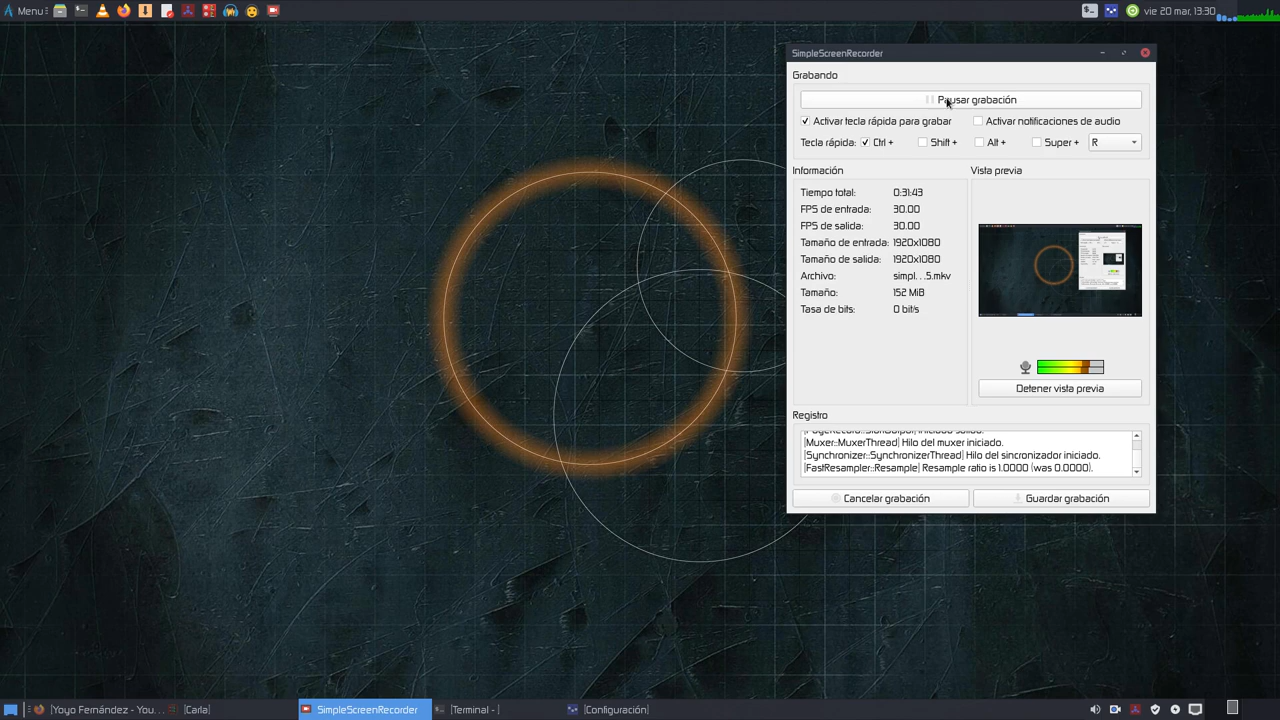 Menu
vie 20 mar, 13:30
SimpleScreenRecorder
Grabando
Pausar grabación
Activar tecla rápida para grabar
Activar notificaciones de audio
Tecla rápida: Ctrl + Shift + Alt + Super + R
Información
Vista previa
Tiempo total: 0:31:43
FPS de entrada: 30.00
FPS de salida: 30.00
Tamaño de entrada: 1920x1080
Tamaño de salida: 1920x1080
Archivo: simpl...5.mkv
Tamaño: 152 MiB
Tasa de bits: 0 bit/s
Detener vista previa
Registro
[Muxer::MuxerThread] Hilo del muxer iniciado.
[Synchronizer::SynchronizerThread] Hilo del sincronizador iniciado.
[FastResampler::Resample] Resample ratio is 1.0000 (was 0.0000).
Cancelar grabación
Guardar grabación
[Yoyo Fernández - You...
[Carla]
SimpleScreenRecorder
[Terminal - ]
[Configuración]